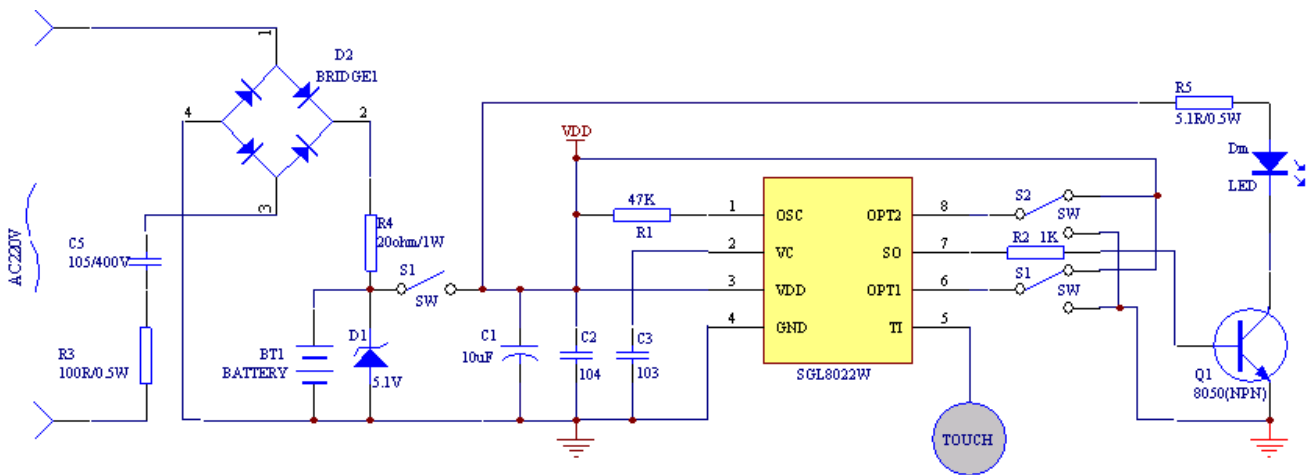 1
D2
BRIDGE1
4
2
3
AC220V
C5
105/400V
R3
100R/0.5W
R4
20ohm/1W
S1
SW
BT1
BATTERY
D1
5.1V
C1
10uF
C2
104
C3
103
VDD
47K
R1
1
2
3
4
OSC
VC
VDD
GND
OPT2
SO
OPT1
TI
8
7
6
5
SGL8022W
TOUCH
S2
SW
R2 1K
S1
SW
R5
5.1R/0.5W
Dm
LED
Q1
8050(NPN)